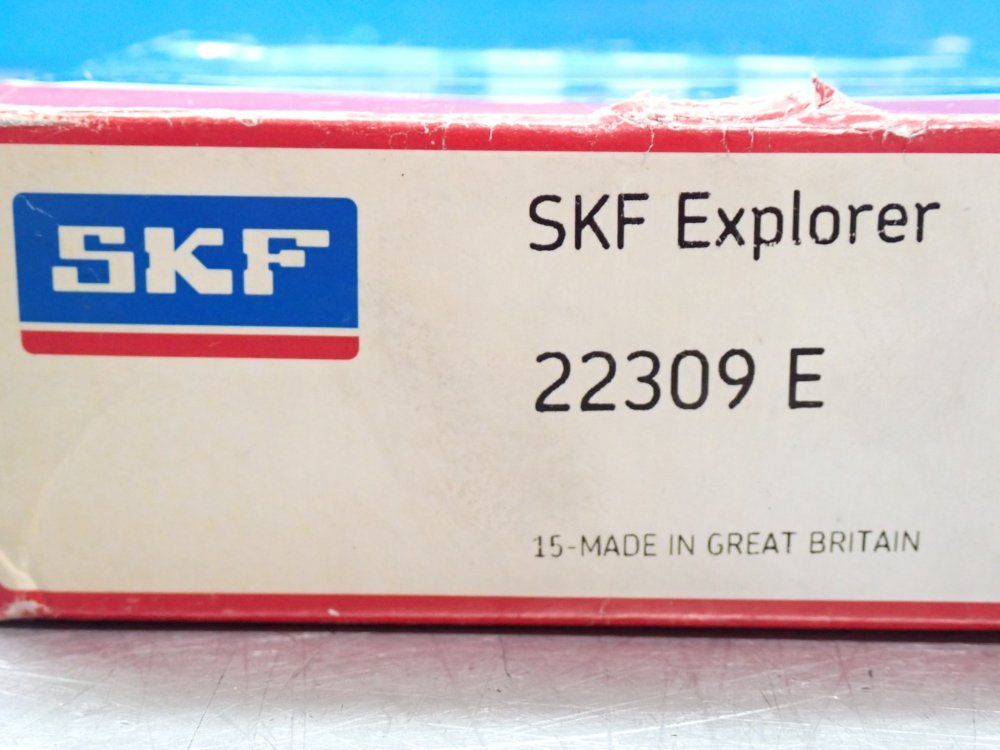 SKF
SKF Explorer
22309 E
15-MADE IN GREAT BRITAIN